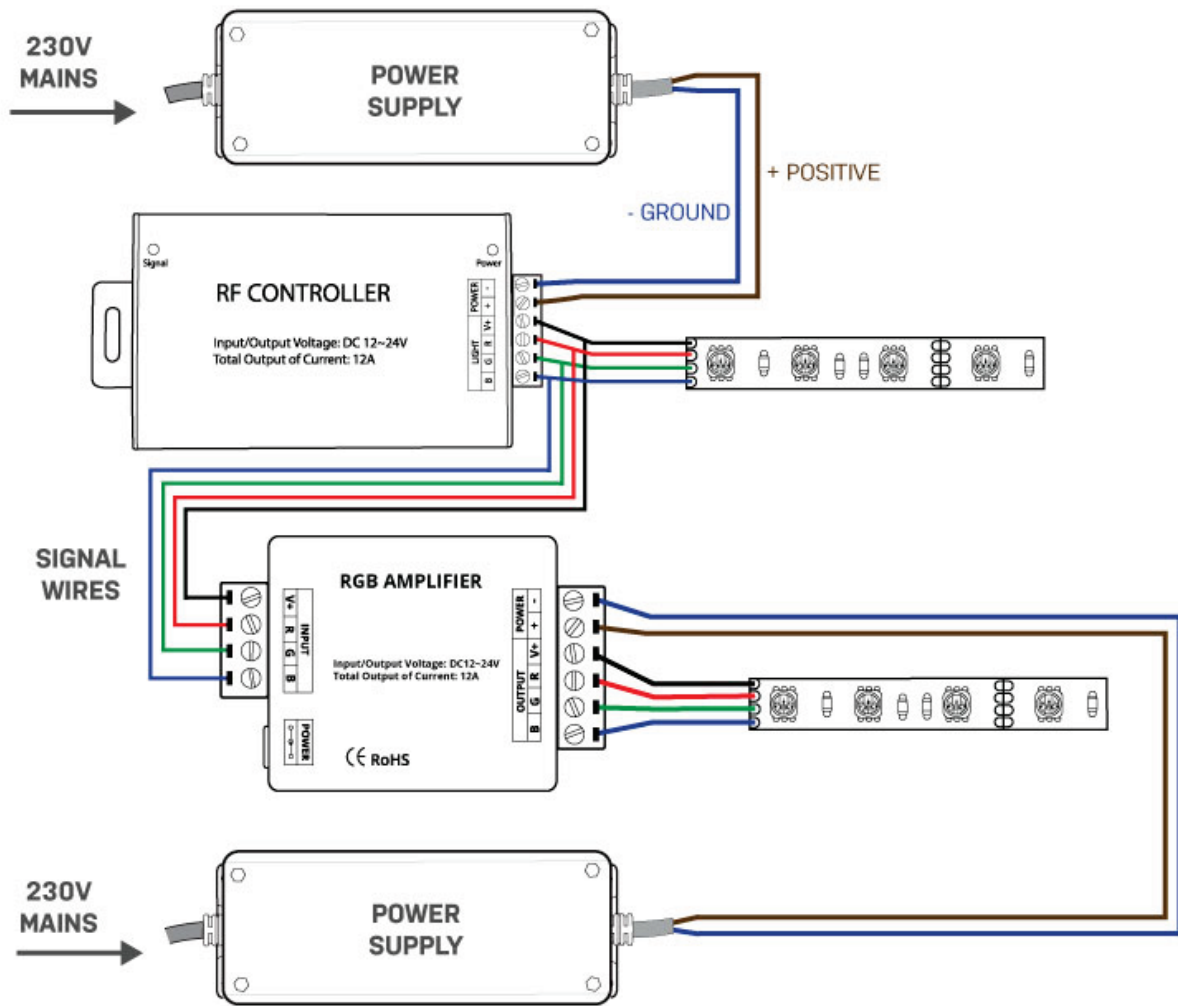 230V
MAINS
POWER
SUPPLY
+ POSITIVE
- GROUND
Signal
Power
RF CONTROLLER
Input/Output Voltage: DC 12~24V
Total Output of Current: 12A
POWER
- +
LIGHT
V+ R G B
SIGNAL
WIRES
RGB AMPLIFIER
INPUT
V+ R G B
Input/Output Voltage: DC12~24V
Total Output of Current: 12A
POWER
- +
OUTPUT
V+ R G B
POWER
CE RoHS
230V
MAINS
POWER
SUPPLY